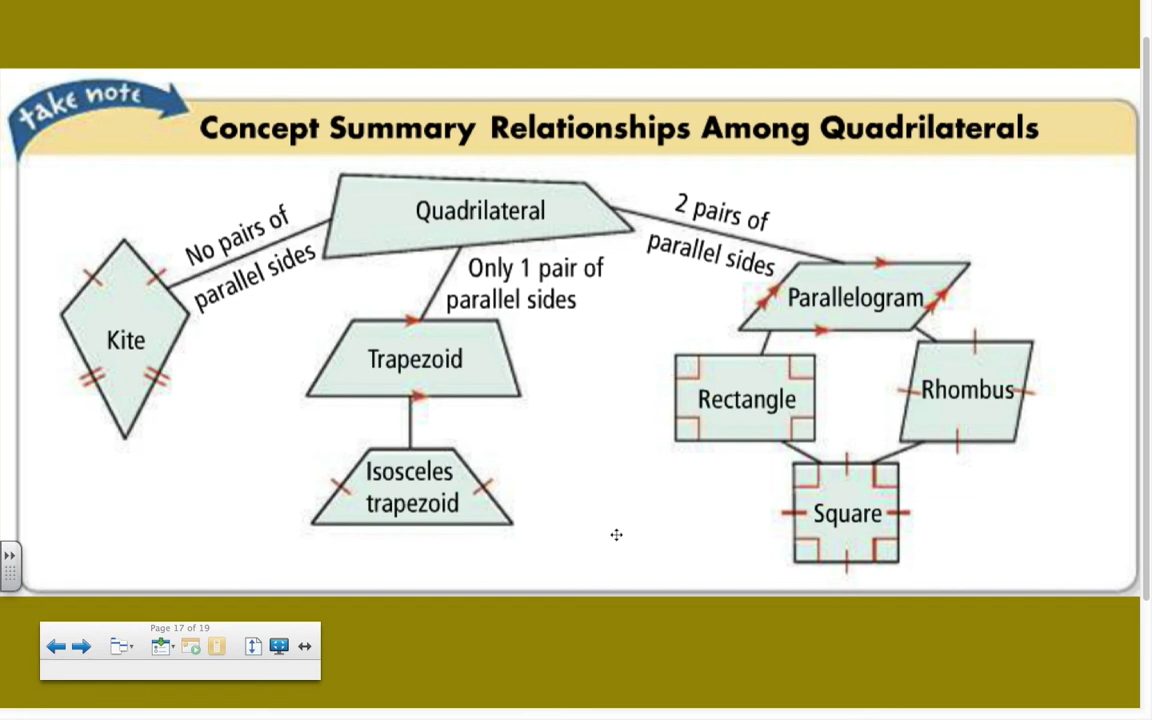 take note
Concept Summary Relationships Among Quadrilaterals
Quadrilateral
No pairs of
parallel sides
Only 1 pair of
parallel sides
2 pairs of
parallel sides
Kite
Trapezoid
Isosceles
trapezoid
Parallelogram
Rectangle
Rhombus
Square
Page 17 of 19